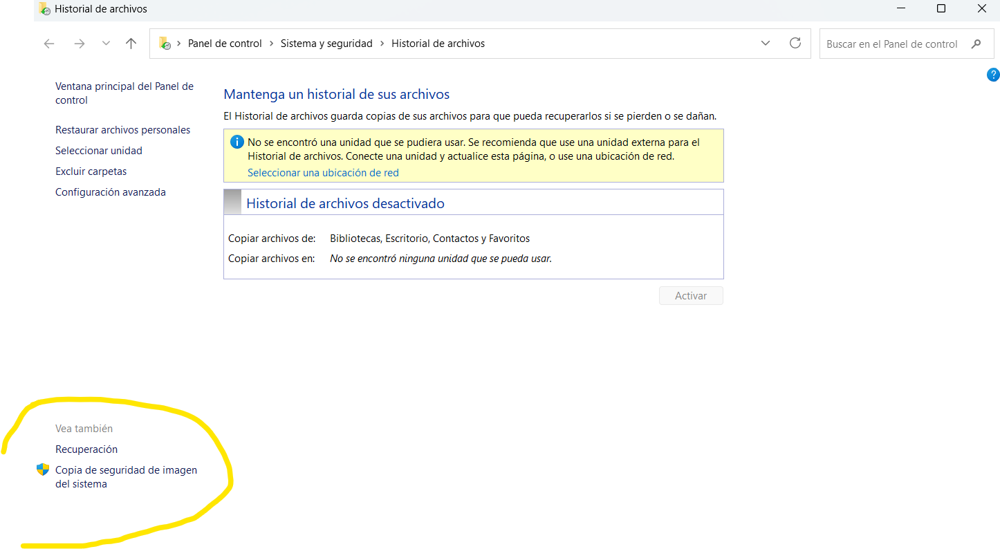 Historial de archivos
Panel de control > Sistema y seguridad > Historial de archivos
Buscar en el Panel de control
?
Ventana principal del Panel de
control
Restaurar archivos personales
Seleccionar unidad
Excluir carpetas
Configuración avanzada
Mantenga un historial de sus archivos
El Historial de archivos guarda copias de sus archivos para que pueda recuperarlos si se pierden o se dañan.
No se encontró una unidad que se pudiera usar. Se recomienda que use una unidad externa para el
Historial de archivos. Conecte una unidad y actualice esta página, o use una ubicación de red.
Seleccionar una ubicación de red
Historial de archivos desactivado
Copiar archivos de: Bibliotecas, Escritorio, Contactos y Favoritos
Copiar archivos en: No se encontró ninguna unidad que se pueda usar.
Activar
Vea también
Recuperación
Copia de seguridad de imagen
del sistema